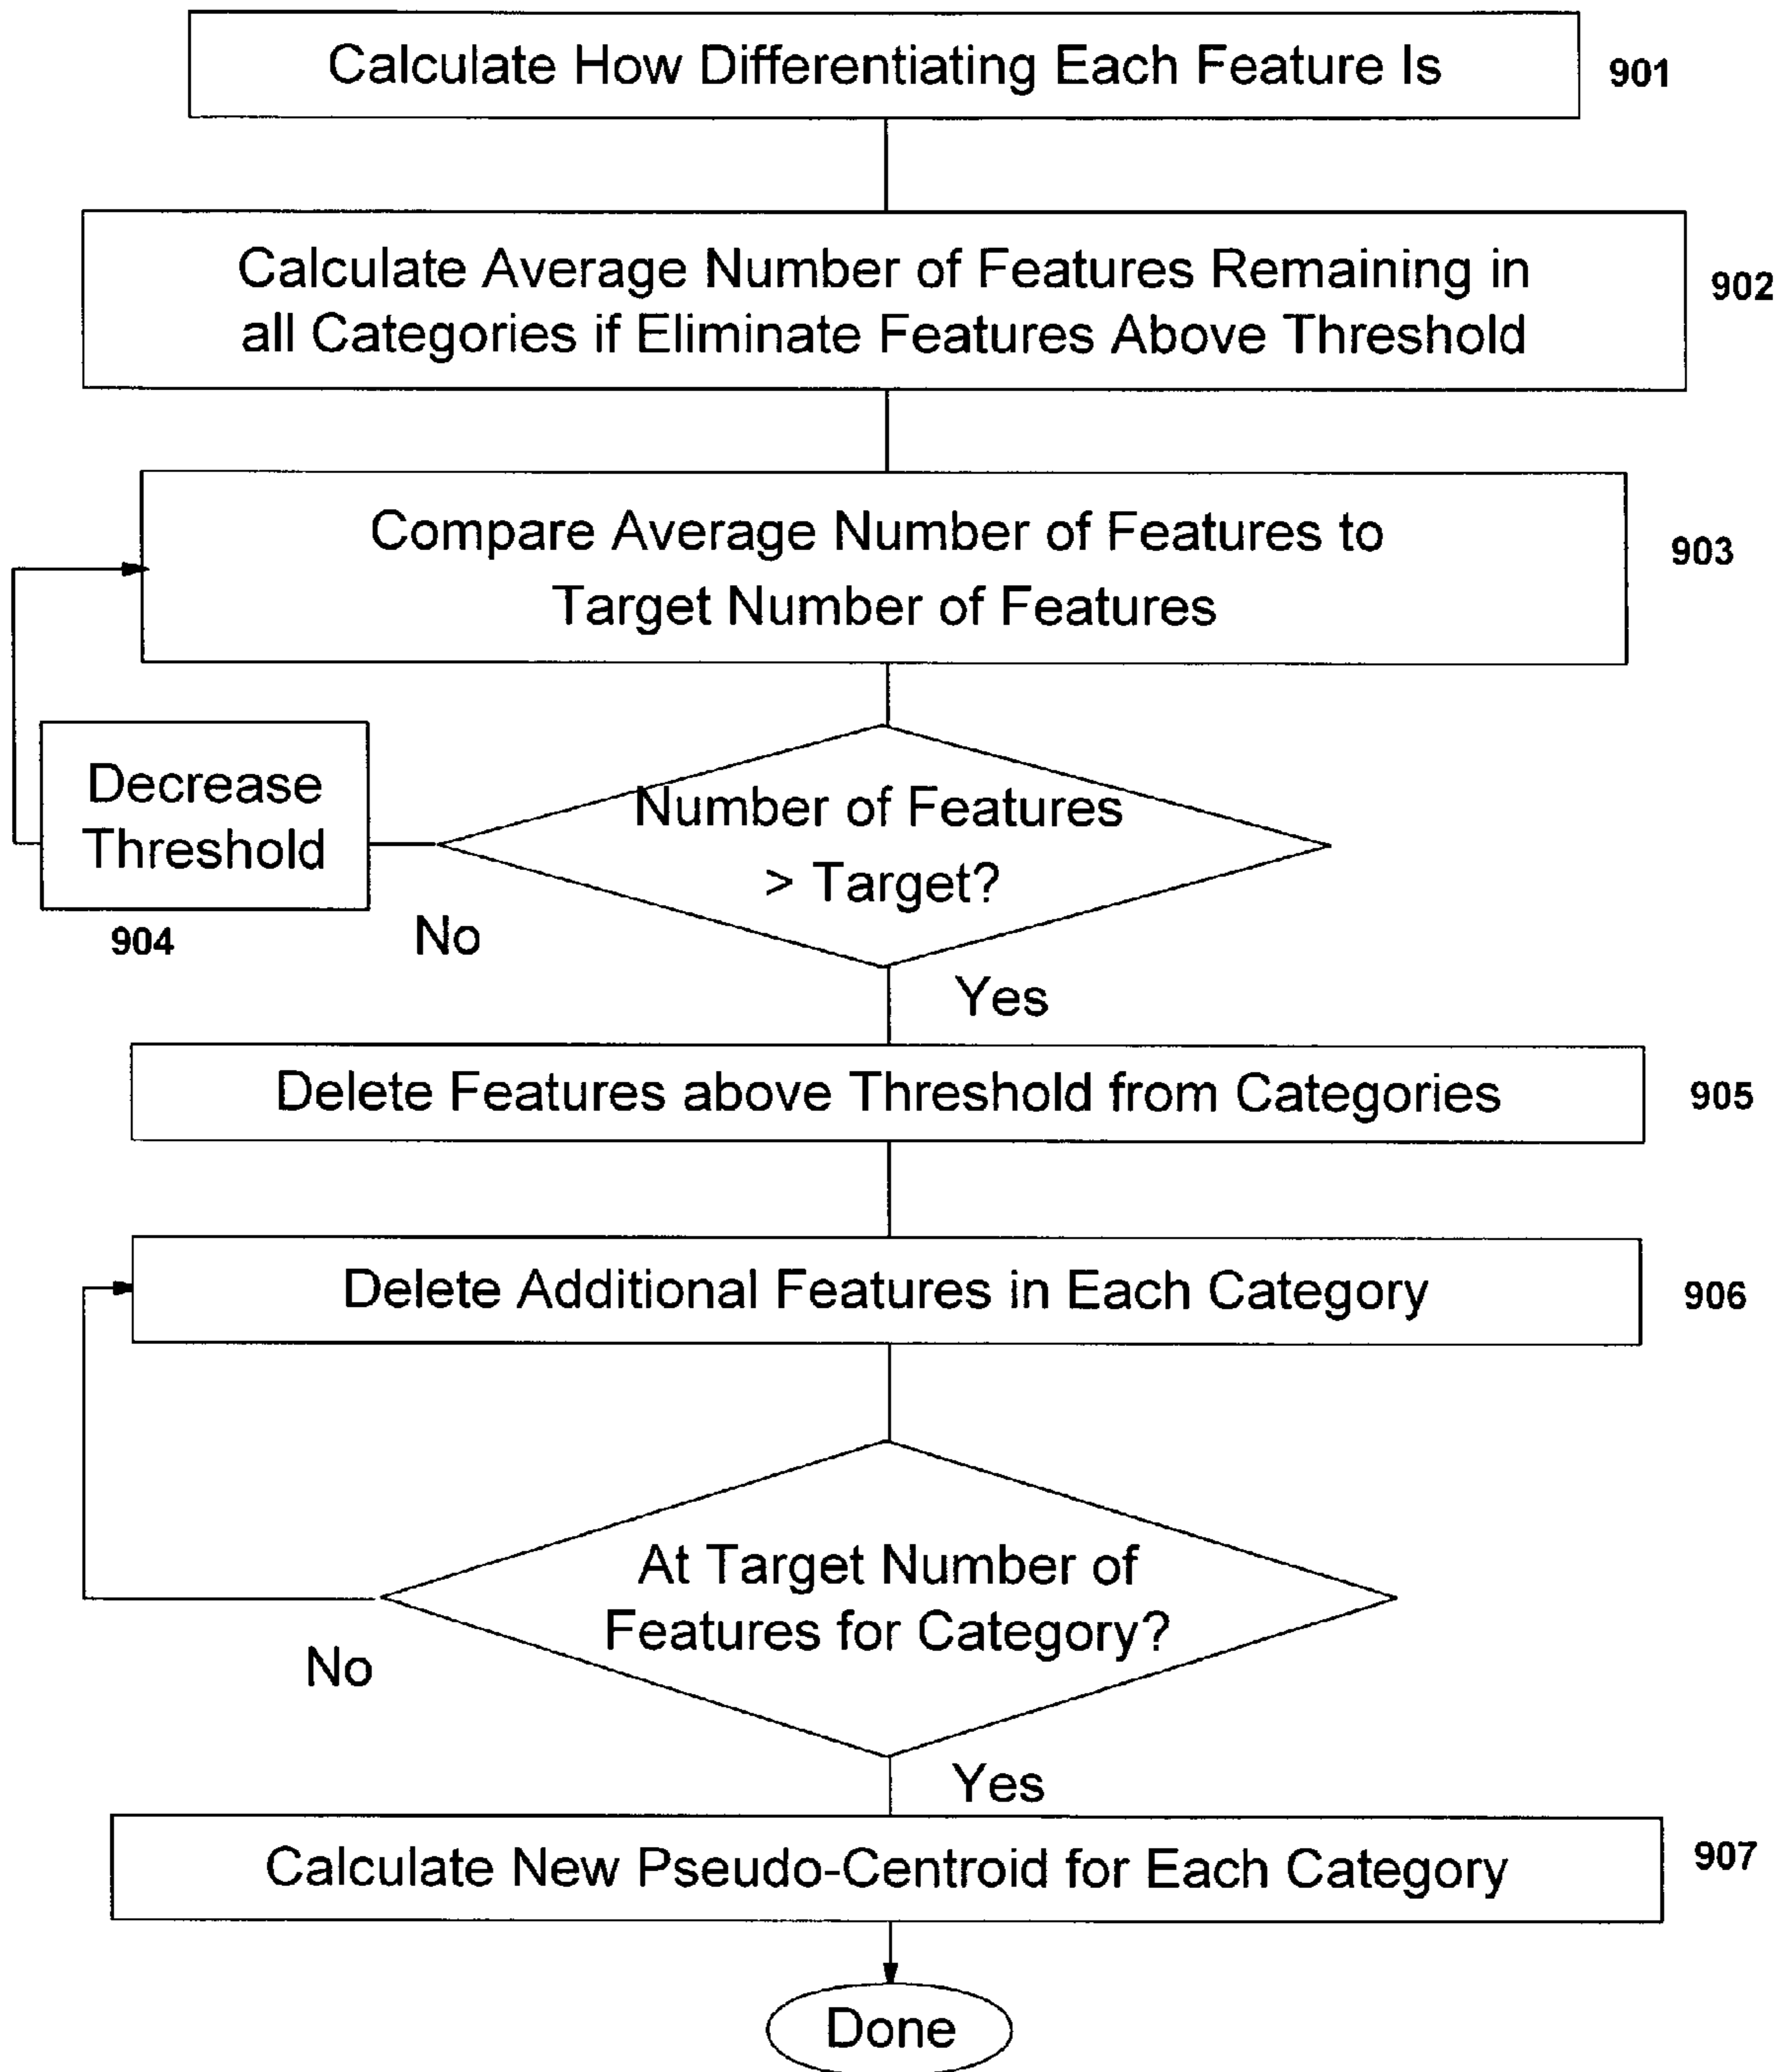 Calculate How Differentiating Each Feature Is
901
Calculate Average Number of Features Remaining in
all Categories if Eliminate Features Above Threshold
902
Compare Average Number of Features to
Target Number of Features
903
Decrease
Threshold
904
Number of Features
> Target?
No
Yes
Delete Features above Threshold from Categories
905
Delete Additional Features in Each Category
906
At Target Number of
Features for Category?
No
Yes
Calculate New Pseudo-Centroid for Each Category
907
Done